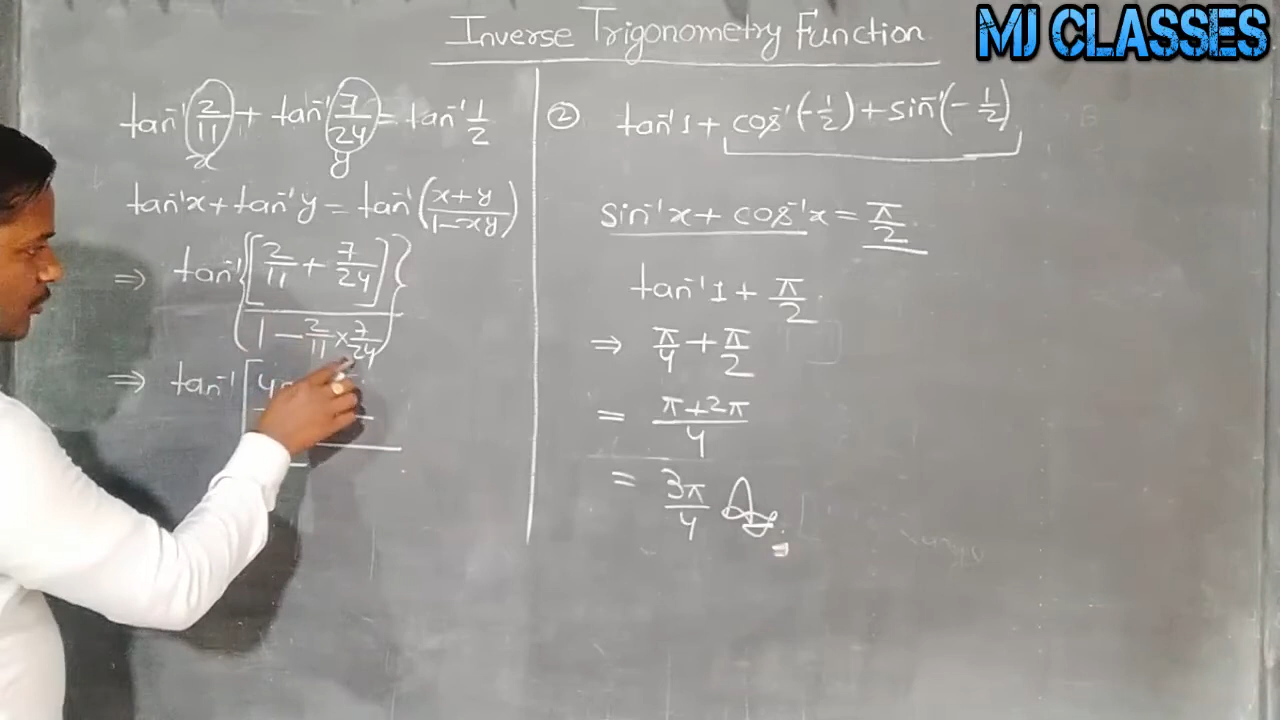 Inverse Trigonometry Function
MJ CLASSES
tan⁻¹(2/11) + tan⁻¹(7/24) = tan⁻¹ 1/2
x y
tan⁻¹x + tan⁻¹y = tan⁻¹((x+y)/(1-xy))
⇒ tan⁻¹{[2/11 + 7/24]/(1 - 2/11 × 7/24)}
⇒ tan⁻¹[
② tan⁻¹1 + cos⁻¹(-1/2) + sin⁻¹(-1/2)
sin⁻¹x + cos⁻¹x = π/2
tan⁻¹1 + π/2
⇒ π/4 + π/2
= (π+2π)/4
= 3π/4 As.